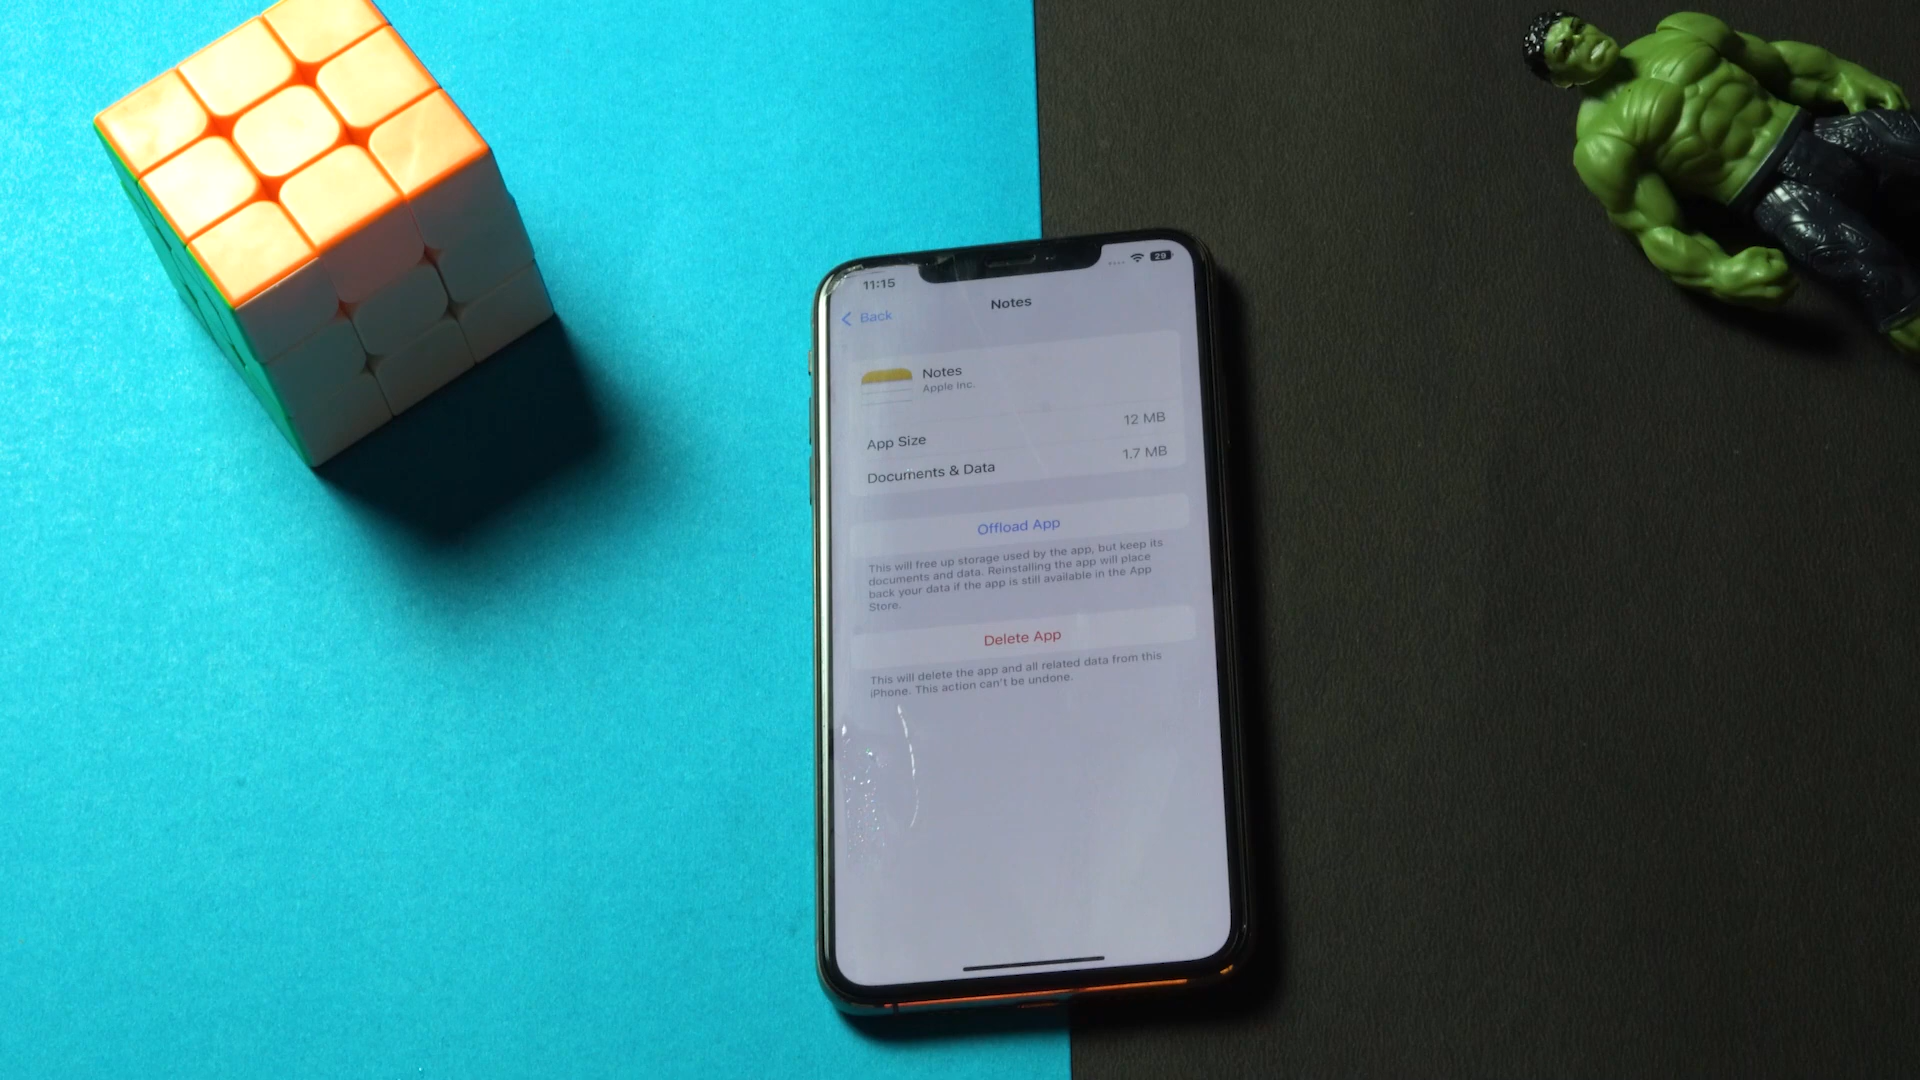 11:15
29
Back
Notes
Notes
Apple Inc.
App Size
12 MB
Documents & Data
1.7 MB
Offload App
This will free up storage used by the app, but keep its
documents and data. Reinstalling the app will place
back your data if the app is still available in the App
Store.
Delete App
This will delete the app and all related data from this
iPhone. This action can't be undone.